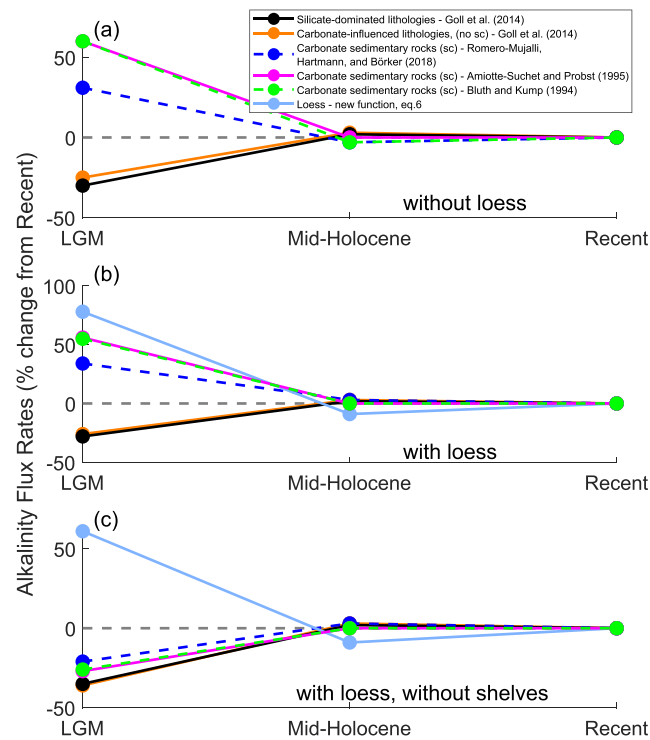 (a)
Silicate-dominated lithologies - Goll et al. (2014)
Carbonate-influenced lithologies, (no sc) - Goll et al. (2014)
Carbonate sedimentary rocks (sc) - Romero-Mujalli,
Hartmann, and Börker (2018)
Carbonate sedimentary rocks (sc) - Amiotte-Suchet and Probst (1995)
Carbonate sedimentary rocks (sc) - Bluth and Kump (1994)
Loess - new function, eq.6
50
0
-50
without loess
LGM Mid-Holocene Recent
Alkalinity Flux Rates (% change from Recent)
(b)
100
50
0
-50
with loess
LGM Mid-Holocene Recent
(c)
50
0
-50
with loess, without shelves
LGM Mid-Holocene Recent